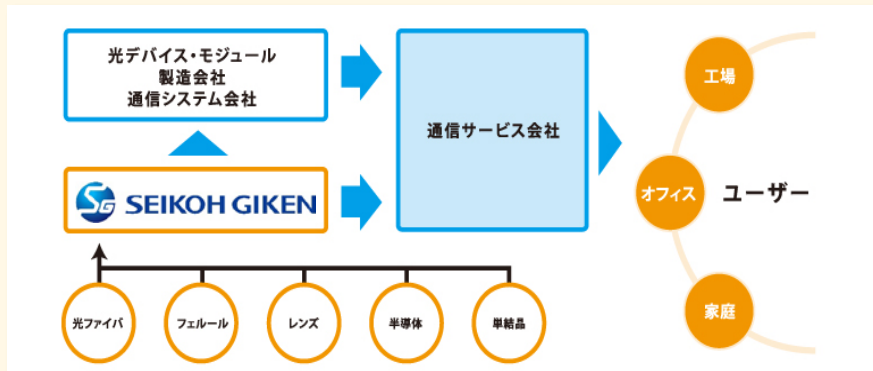 光デバイス・モジュール
製造会社
通信システム会社
通信サービス会社
SG SEIKOH GIKEN
光ファイバ
フェルール
レンズ
半導体
単結晶
工場
オフィス
ユーザー
家庭